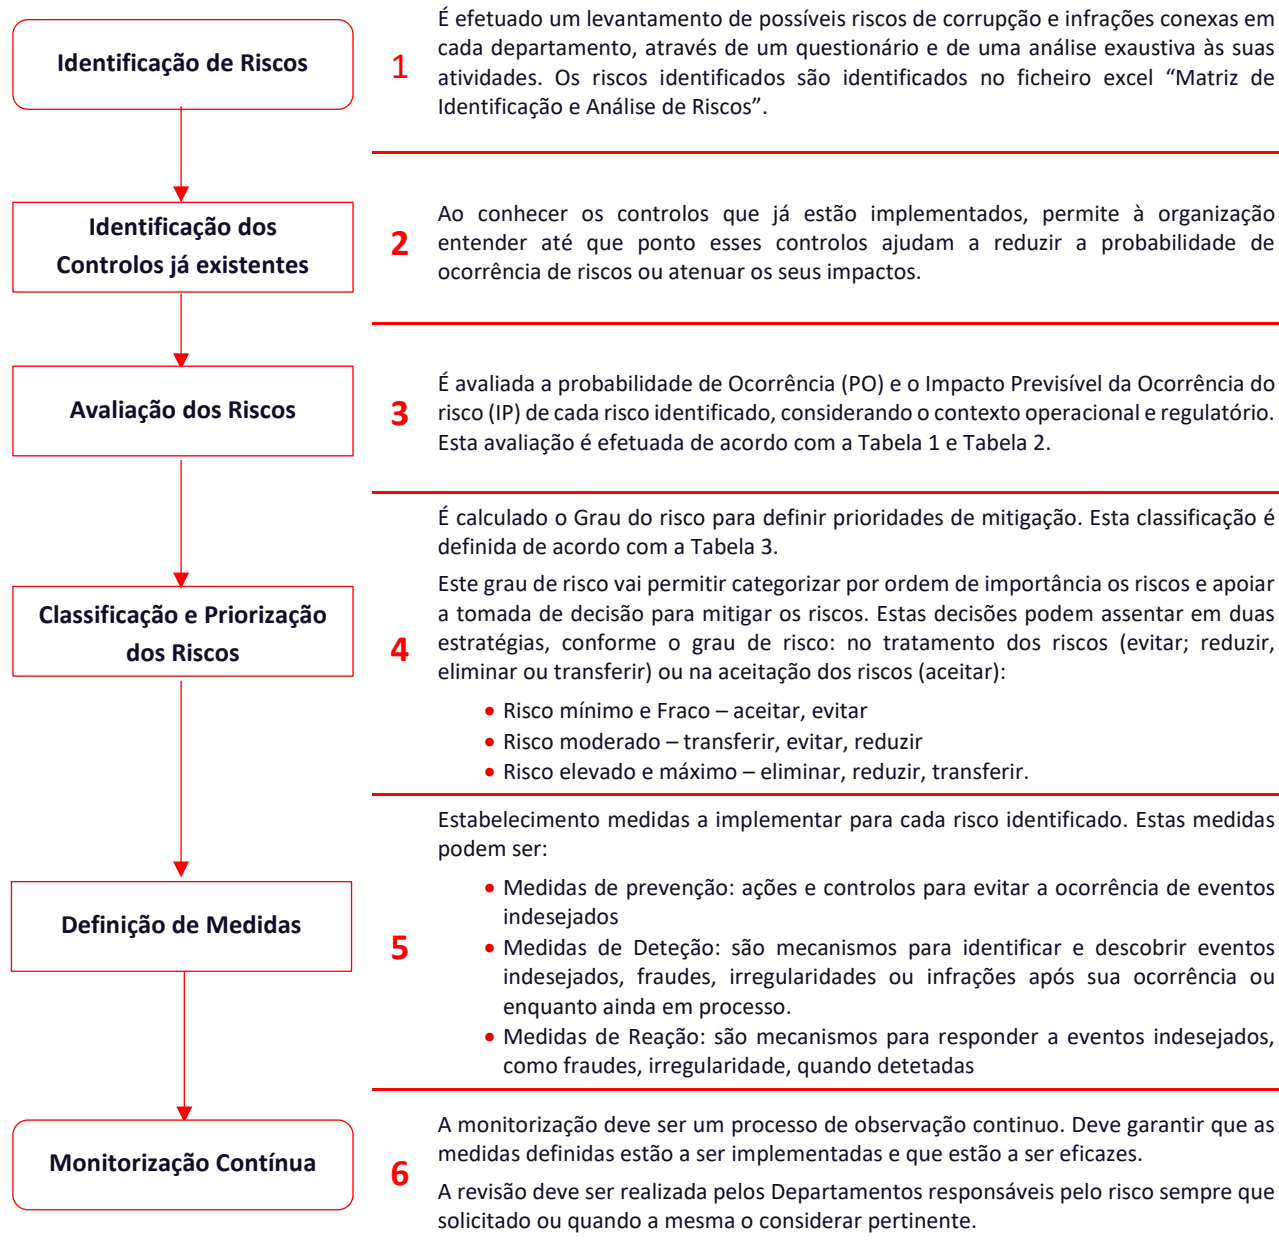 Identificação de Riscos
1
É efetuado um levantamento de possíveis riscos de corrupção e infrações conexas em
cada departamento, através de um questionário e de uma análise exaustiva às suas
atividades. Os riscos identificados são identificados no ficheiro excel “Matriz de
Identificação e Análise de Riscos”.
Identificação dos
Controlos já existentes
2
Ao conhecer os controlos que já estão implementados, permite à organização
entender até que ponto esses controlos ajudam a reduzir a probabilidade de
ocorrência de riscos ou atenuar os seus impactos.
Avaliação dos Riscos
3
É avaliada a probabilidade de Ocorrência (PO) e o Impacto Previsível da Ocorrência do
risco (IP) de cada risco identificado, considerando o contexto operacional e regulatório.
Esta avaliação é efetuada de acordo com a Tabela 1 e Tabela 2.
Classificação e Priorização
dos Riscos
4
É calculado o Grau do risco para definir prioridades de mitigação. Esta classificação é
definida de acordo com a Tabela 3.
Este grau de risco vai permitir categorizar por ordem de importância os riscos e apoiar
a tomada de decisão para mitigar os riscos. Estas decisões podem assentar em duas
estratégias, conforme o grau de risco: no tratamento dos riscos (evitar; reduzir,
eliminar ou transferir) ou na aceitação dos riscos (aceitar):
• Risco mínimo e Fraco – aceitar, evitar
• Risco moderado – transferir, evitar, reduzir
• Risco elevado e máximo – eliminar, reduzir, transferir.
Definição de Medidas
5
Estabelecimento medidas a implementar para cada risco identificado. Estas medidas
podem ser:
• Medidas de prevenção: ações e controlos para evitar a ocorrência de eventos
indesejados
• Medidas de Deteção: são mecanismos para identificar e descobrir eventos
indesejados, fraudes, irregularidades ou infrações após sua ocorrência ou
enquanto ainda em processo.
• Medidas de Reação: são mecanismos para responder a eventos indesejados,
como fraudes, irregularidade, quando detetadas
Monitorização Contínua
6
A monitorização deve ser um processo de observação continuo. Deve garantir que as
medidas definidas estão a ser implementadas e que estão a ser eficazes.
A revisão deve ser realizada pelos Departamentos responsáveis pelo risco sempre que
solicitado ou quando a mesma o considerar pertinente.